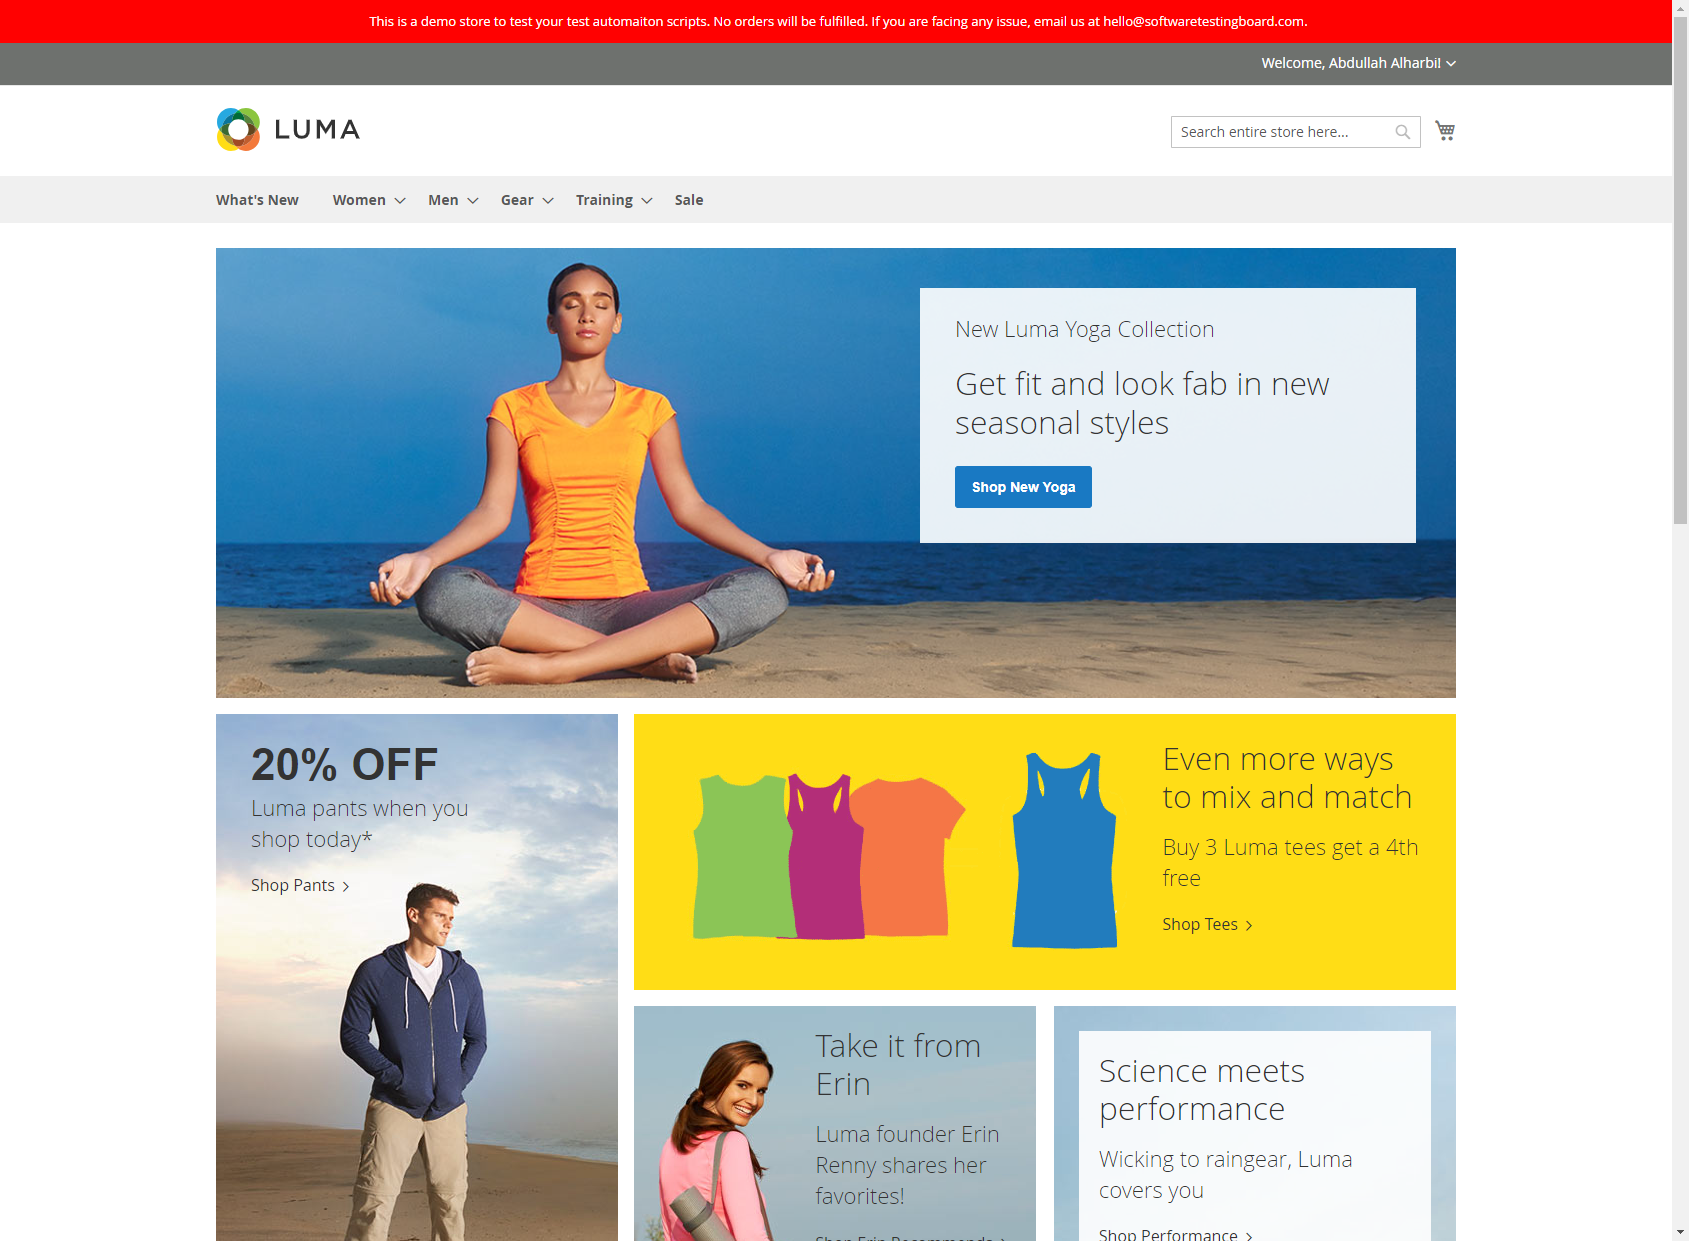 This is a demo store to test your test automaiton scripts. No orders will be fulfilled. If you are facing any issue, email us at hello@softwaretestingboard.com.
Welcome, Abdullah Alharbi!
LUMA
Search entire store here...
What's New
Women
Men
Gear
Training
Sale
New Luma Yoga Collection
Get fit and look fab in new
seasonal styles
Shop New Yoga
20% OFF
Luma pants when you
shop today*
Shop Pants
Even more ways
to mix and match
Buy 3 Luma tees get a 4th
free
Shop Tees
Take it from
Erin
Luma founder Erin
Renny shares her
favorites!
Shop Erin Recommends
Science meets
performance
Wicking to raingear, Luma
covers you
Shop Performance